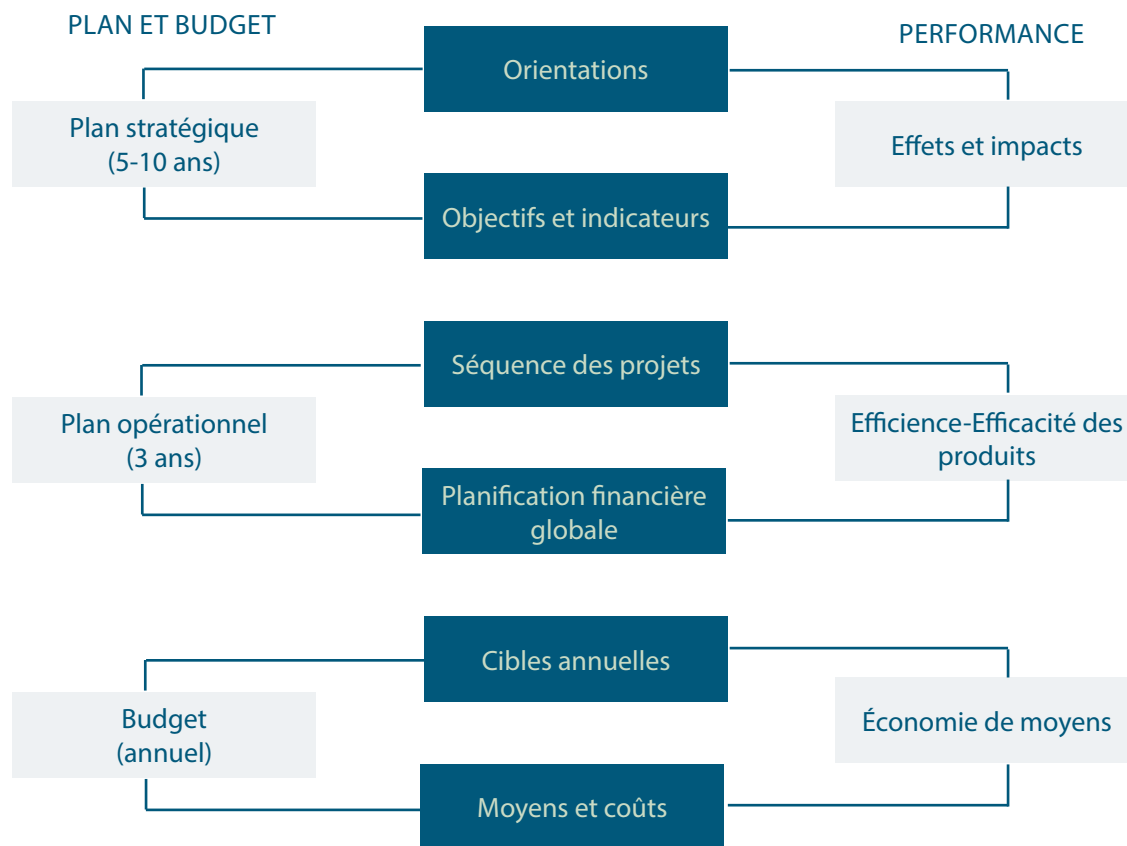 PLAN ET BUDGET
PERFORMANCE
Orientations
Plan stratégique
(5-10 ans)
Effets et impacts
Objectifs et indicateurs
Séquence des projets
Plan opérationnel
(3 ans)
Efficience-Efficacité des
produits
Planification financière
globale
Cibles annuelles
Budget
(annuel)
Économie de moyens
Moyens et coûts